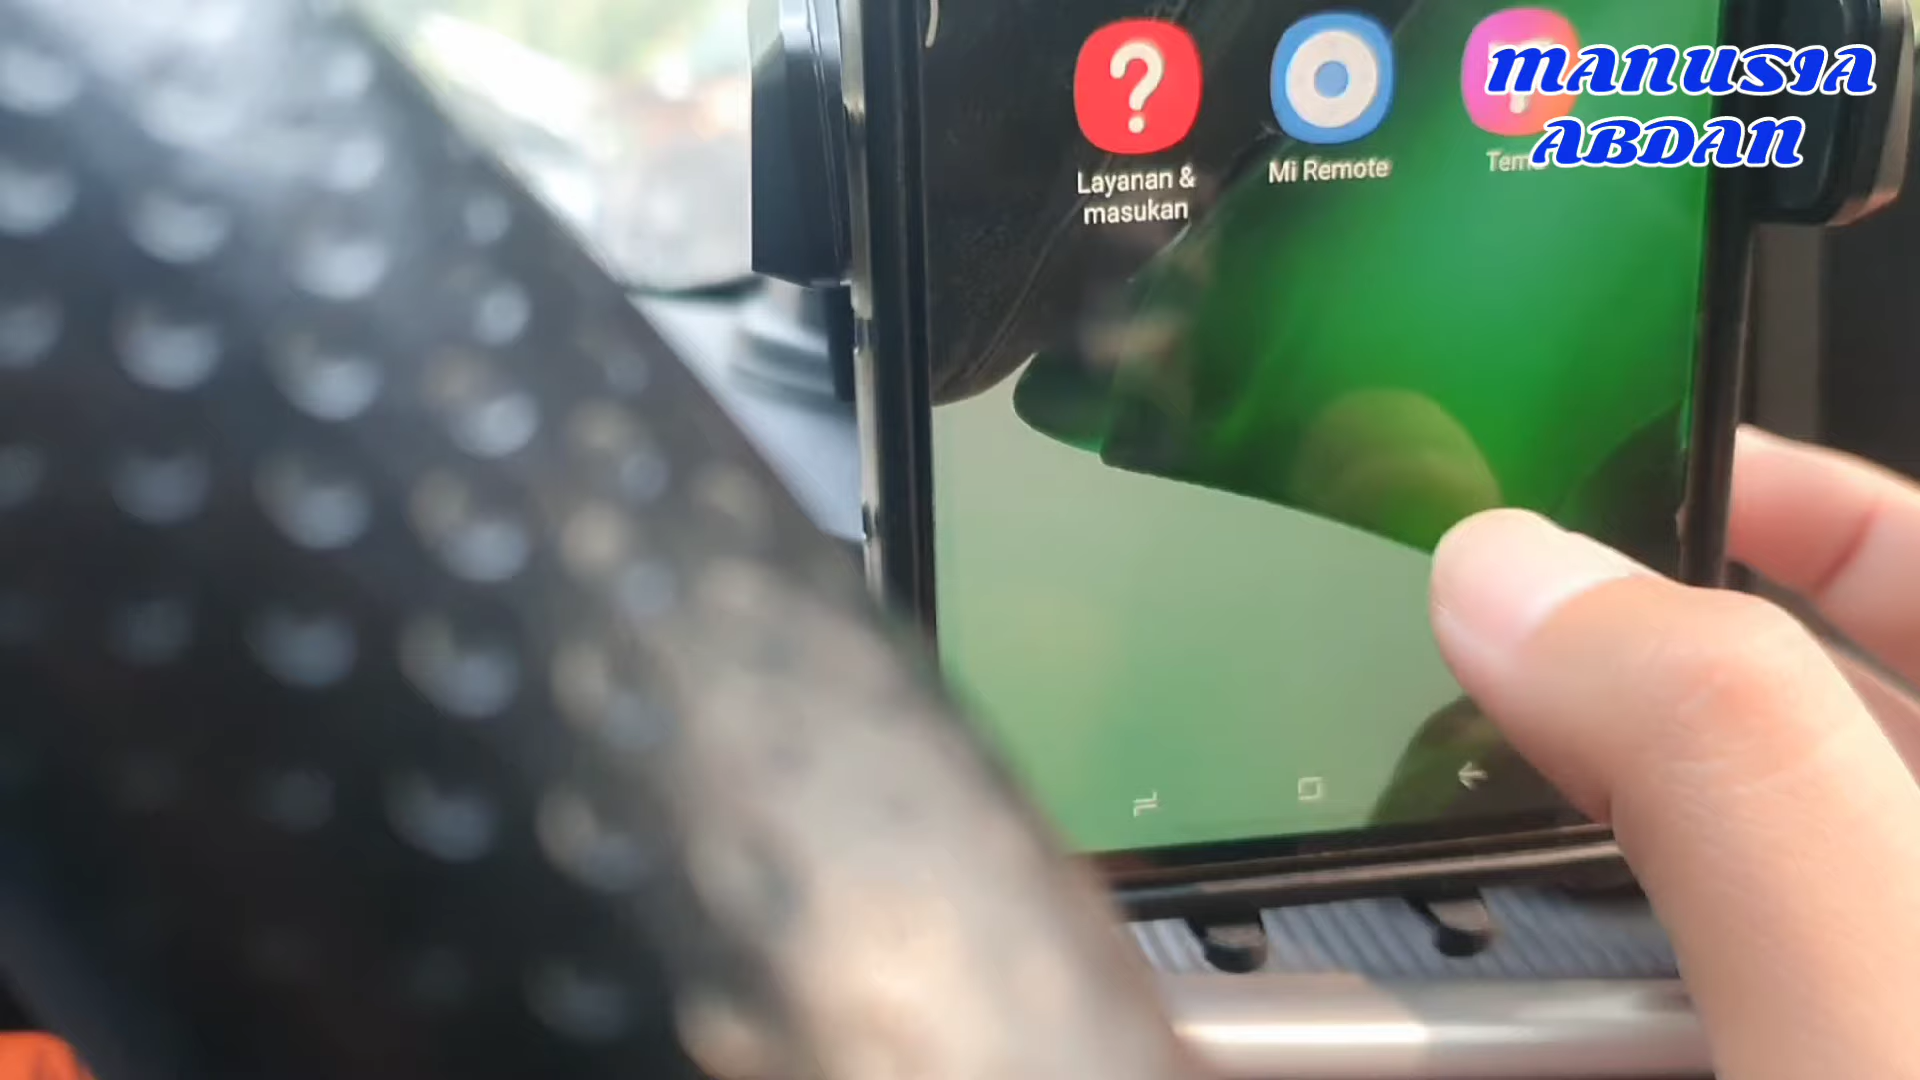 MANUSIA
ABDAN
Layanan &
masukan
Mi Remote